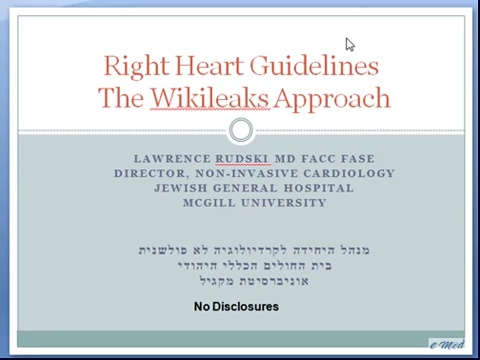 Right Heart Guidelines
The Wikileaks Approach
LAWRENCE RUDSKI MD FACC FASE
DIRECTOR, NON-INVASIVE CARDIOLOGY
JEWISH GENERAL HOSPITAL
MCGILL UNIVERSITY
מנהל היחידה לקרדיולוגיה לא פולשנית
בית החולים הכללי היהודי
אוניברסיטת מקגיל
No Disclosures
e Med